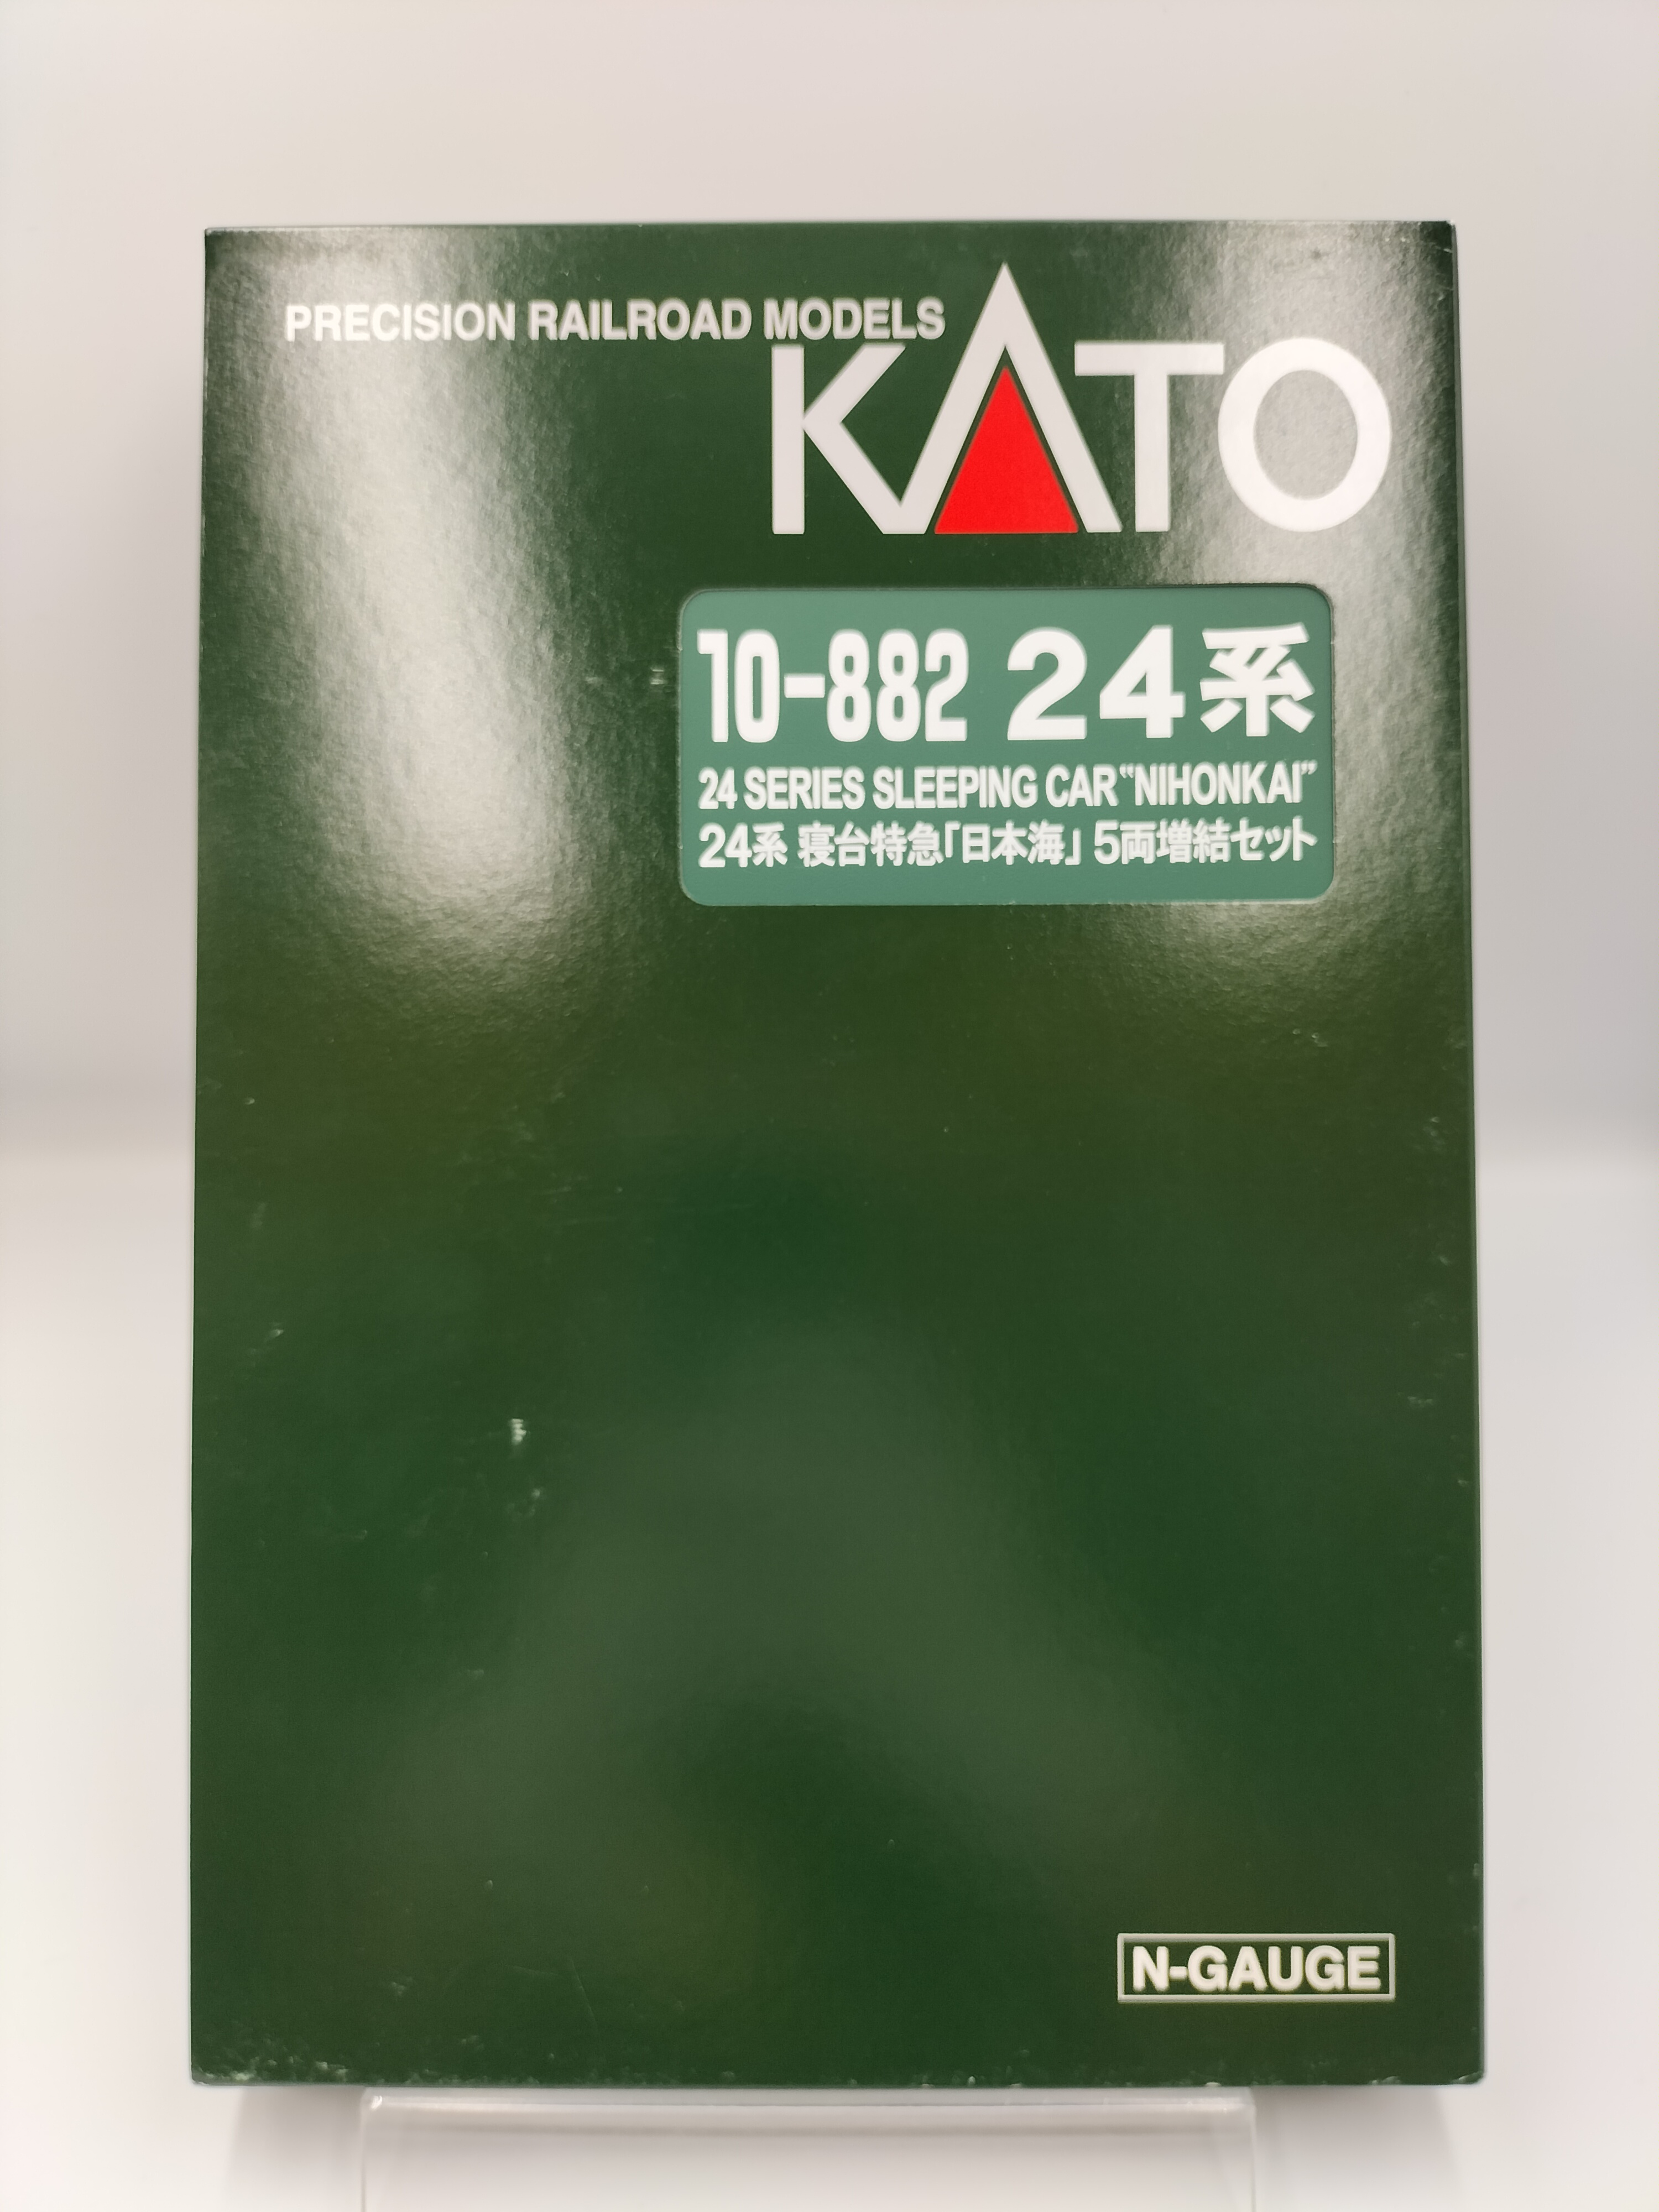 PRECISION RAILROAD MODELS
KATO
10-882 24系
24 SERIES SLEEPING CAR "NIHONKAI"
24系 寝台特急「日本海」 5両増結セット
N-GAUGE